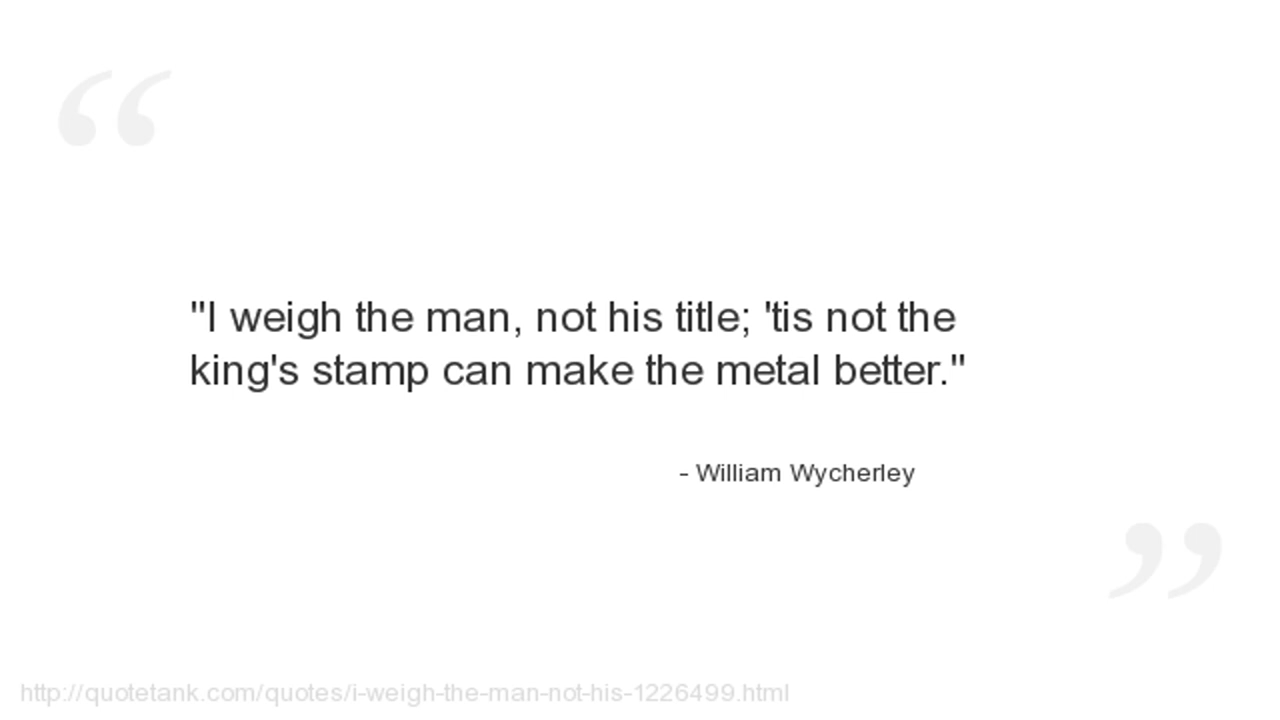 "I weigh the man, not his title; 'tis not the
king's stamp can make the metal better."
- William Wycherley
http://quotetank.com/quotes/i-weigh-the-man-not-his-1226499.html